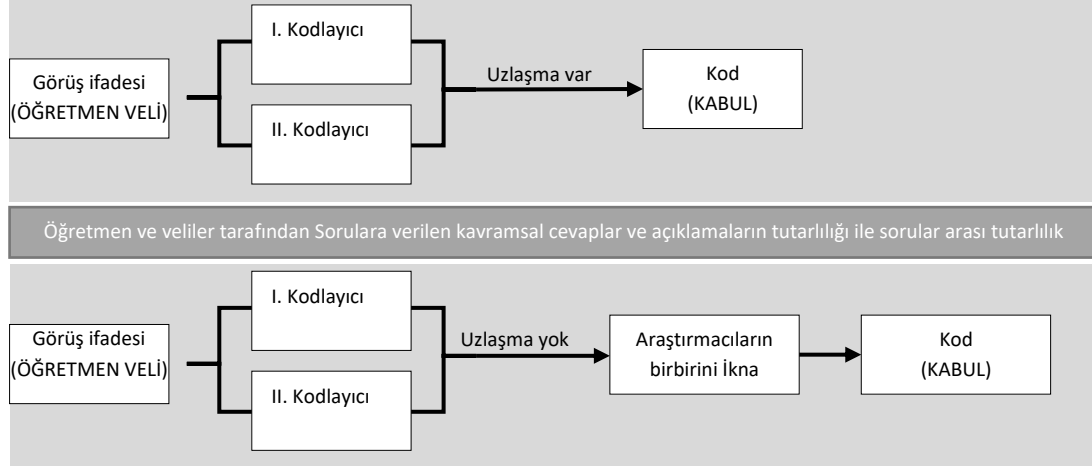 I. Kodlayıcı
Görüş ifadesi
(ÖĞRETMEN VELİ)
II. Kodlayıcı
Uzlaşma var
Kod
(KABUL)
Öğretmen ve veliler tarafından Sorulara verilen kavramsal cevaplar ve açıklamaların tutarlılığı ile sorular arası tutarlılık
I. Kodlayıcı
Görüş ifadesi
(ÖĞRETMEN VELİ)
II. Kodlayıcı
Uzlaşma yok
Araştırmacıların
birbirini İkna
Kod
(KABUL)